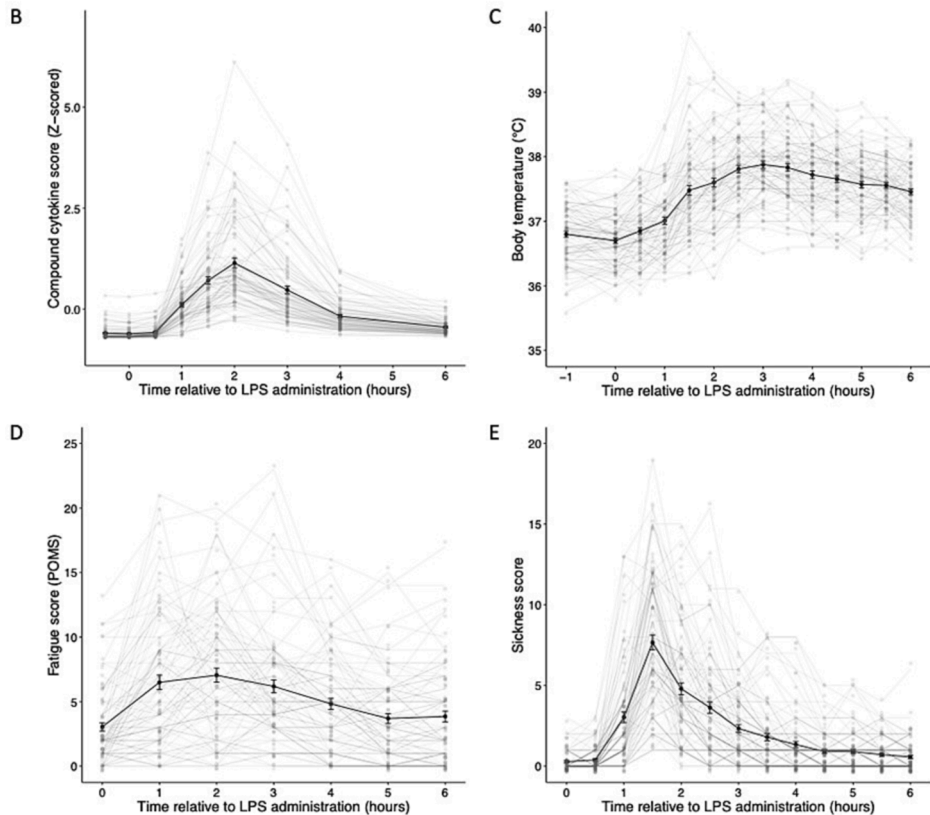 B
Compound cytokine score (Z−scored)
5.0
2.5
0.0
0 1 2 3 4 5 6
Time relative to LPS administration (hours)
C
Body temperature (°C)
40
39
38
37
36
35
−1 0 1 2 3 4 5 6
Time relative to LPS administration (hours)
D
Fatigue score (POMS)
25
20
15
10
5
0
0 1 2 3 4 5 6
Time relative to LPS administration (hours)
E
Sickness score
20
15
10
5
0
0 1 2 3 4 5 6
Time relative to LPS administration (hours)